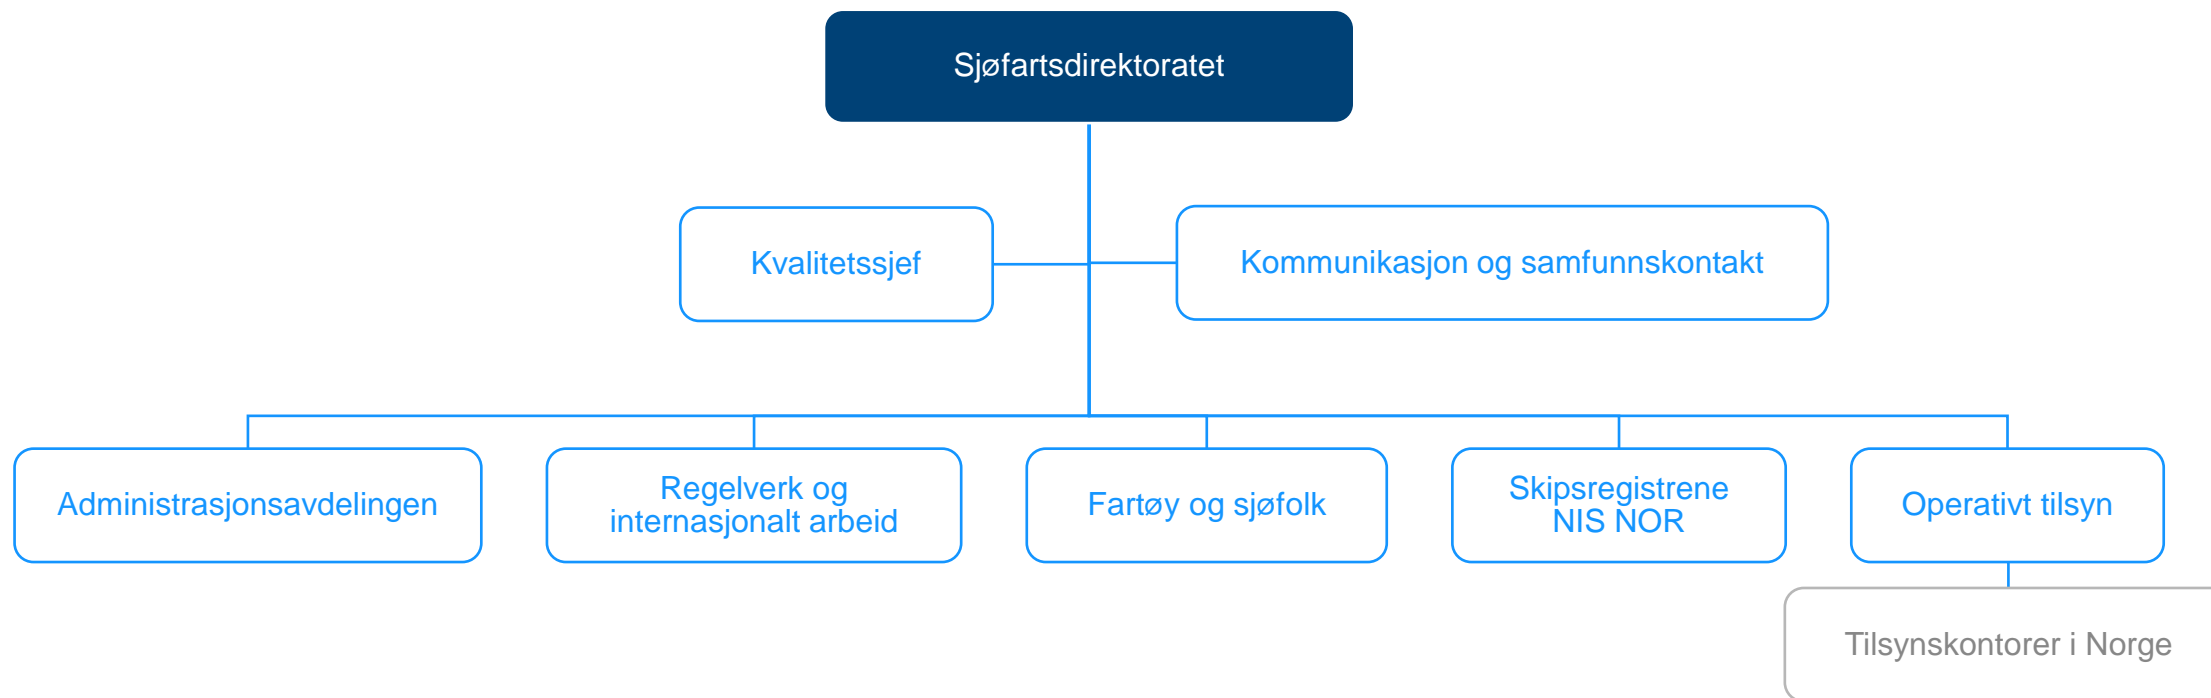 Sjøfartsdirektoratet
Kvalitetssjef
Kommunikasjon og samfunnskontakt
Administrasjonsavdelingen
Regelverk og
internasjonalt arbeid
Fartøy og sjøfolk
Skipsregistrene
NIS NOR
Operativt tilsyn
Tilsynskontorer i Norge